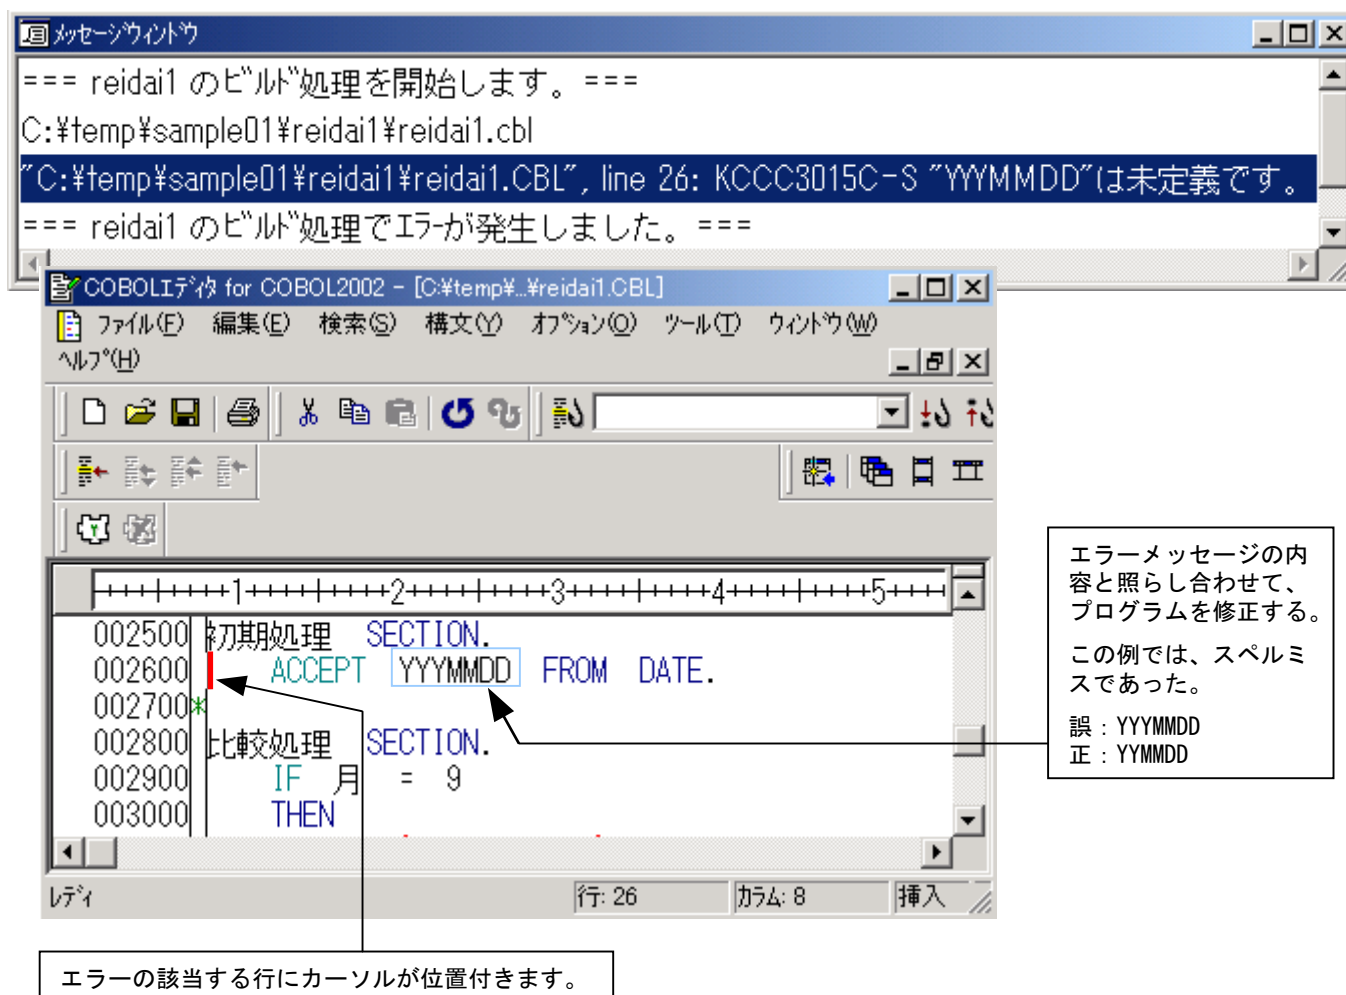 メッセージウィンドウ
=== reidai1 のビルド処理を開始します。===
C:¥temp¥sample01¥reidai1¥reidai1.cbl
"C:¥temp¥sample01¥reidai1¥reidai1.CBL", line 26: KCCC3015C-S "YYYMMDD"は未定義です。
=== reidai1 のビルド処理でエラーが発生しました。===
COBOLエディタ for COBOL2002 - [C:¥temp¥...¥reidai1.CBL]
ファイル(F) 編集(E) 検索(S) 構文(Y) オプション(O) ツール(T) ウィンドウ(W)
ヘルプ(H)
++++|++++1++++|++++2++++|++++3++++|++++4++++|++++5++++
002500 初期処理 SECTION.
002600 ACCEPT YYYMMDD FROM DATE.
002700*
002800 比較処理 SECTION.
002900 IF 月 = 9
003000 THEN
レディ 行: 26 カラム: 8 挿入
エラーメッセージの内
容と照らし合わせて、
プログラムを修正する。
この例では、スペルミ
スであった。
誤：YYYMMDD
正：YYMMDD
エラーの該当する行にカーソルが位置付きます。